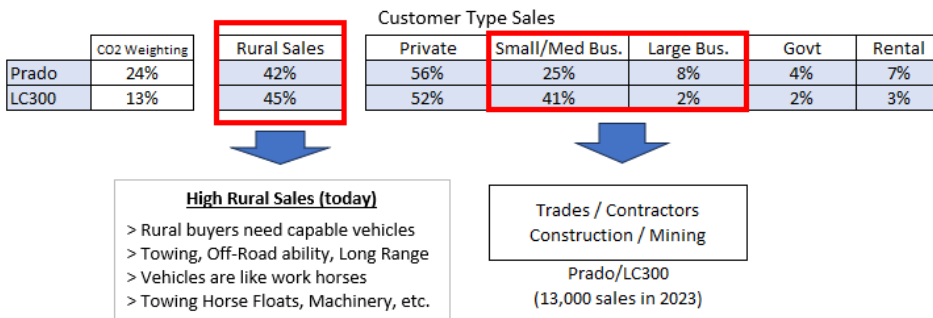 Customer Type Sales
CO2 Weighting Rural Sales Private Small/Med Bus. Large Bus. Govt Rental
Prado 24% 42% 56% 25% 8% 4% 7%
LC300 13% 45% 52% 41% 2% 2% 3%
High Rural Sales (today)
> Rural buyers need capable vehicles
> Towing, Off-Road ability, Long Range
> Vehicles are like work horses
> Towing Horse Floats, Machinery, etc.
Trades / Contractors
Construction / Mining
Prado/LC300
(13,000 sales in 2023)